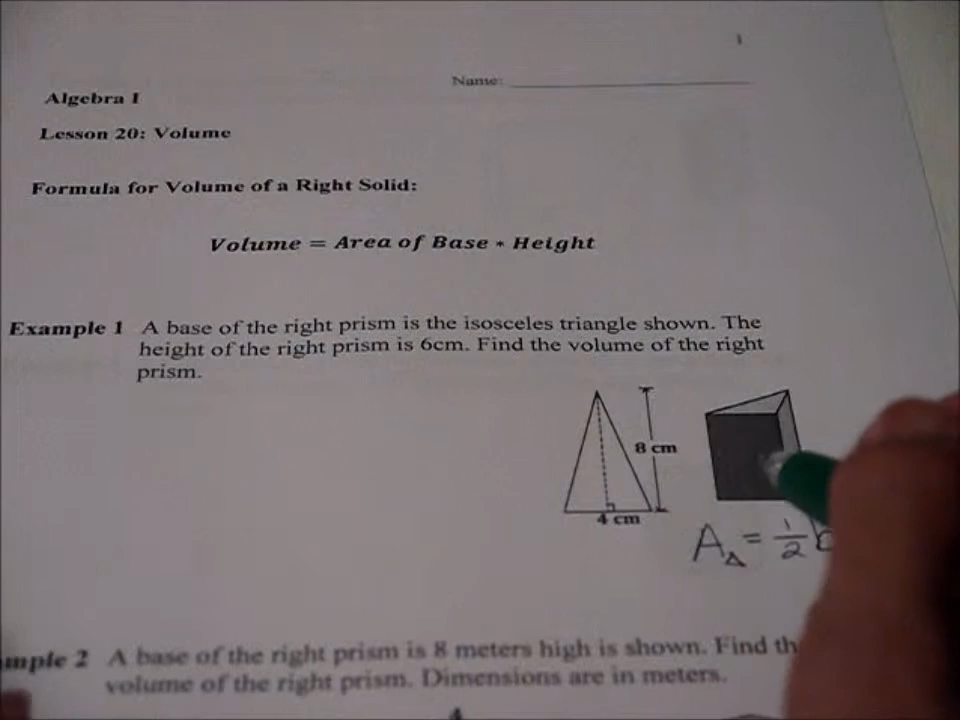 Name:
Algebra I
Lesson 20: Volume
Formula for Volume of a Right Solid:
Volume = Area of Base * Height
Example 1 A base of the right prism is the isosceles triangle shown. The
height of the right prism is 6cm. Find the volume of the right
prism.
8 cm
4 cm
A△ = 1/2 b
mple 2 A base of the right prism is 8 meters high is shown. Find th
volume of the right prism. Dimensions are in meters.
4